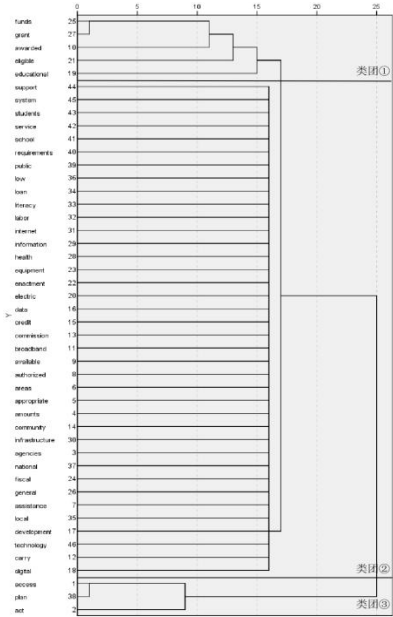 0 5 10 15 20 25
funds 25
grant 27
awarded 10
eligible 21
educational 19
类团①
support 44
system 45
students 43
service 42
school 41
requirements 40
public 39
low 36
loan 34
literacy 33
labor 32
internet 31
information 29
health 28
equipment 23
enactment 22
electric 20
data 16
credit 15
commission 13
broadband 11
available 9
authorized 8
areas 6
appropriate 5
amounts 4
community 14
infrastructure 30
agencies 3
national 37
fiscal 24
general 26
assistance 7
local 35
development 17
technology 46
carry 12
digital 18
类团②
access 1
plan 38
act 2
类团③
Y